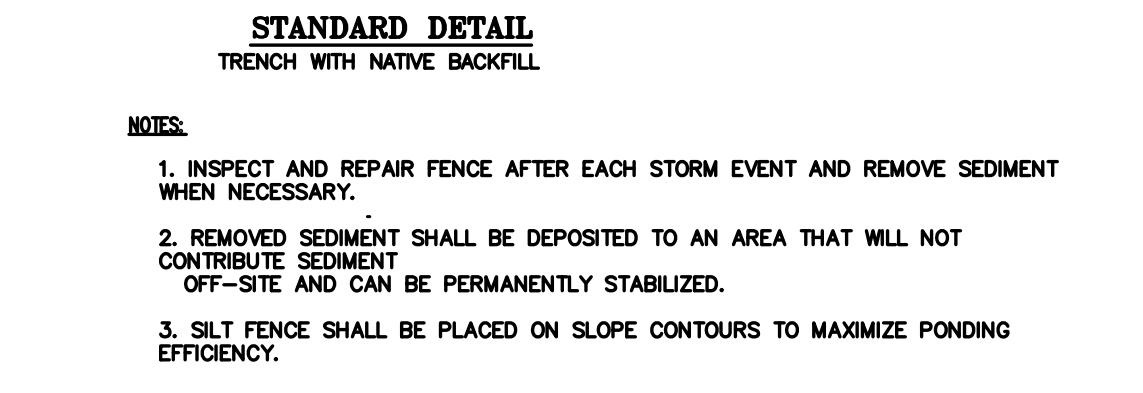 STANDARD DETAIL
TRENCH WITH NATIVE BACKFILL
NOTES:
1. INSPECT AND REPAIR FENCE AFTER EACH STORM EVENT AND REMOVE SEDIMENT
WHEN NECESSARY.
2. REMOVED SEDIMENT SHALL BE DEPOSITED TO AN AREA THAT WILL NOT
CONTRIBUTE SEDIMENT
OFF-SITE AND CAN BE PERMANENTLY STABILIZED.
3. SILT FENCE SHALL BE PLACED ON SLOPE CONTOURS TO MAXIMIZE PONDING
EFFICIENCY.